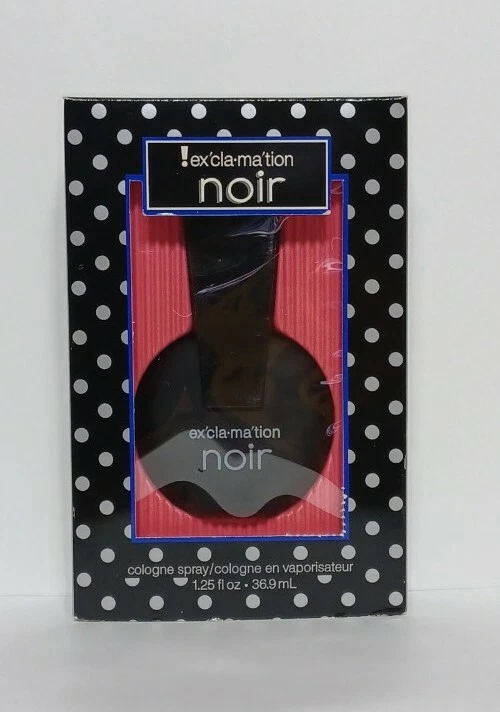 !ex'cla·ma'tion
noir
ex'cla·ma'tion
noir
cologne spray/cologne en vaporisateur
1.25 fl oz • 36.9 mL